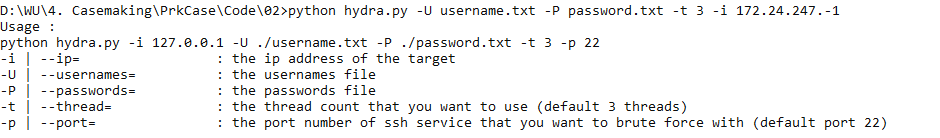 D:\WU\4. Casemaking\PrkCase\Code\02>python hydra.py -U username.txt -P password.txt -t 3 -i 172.24.247.-1
Usage :
python hydra.py -i 127.0.0.1 -U ./username.txt -P ./password.txt -t 3 -p 22
-i | --ip= : the ip address of the target
-U | --usernames= : the usernames file
-P | --passwords= : the passwords file
-t | --thread= : the thread count that you want to use (default 3 threads)
-p | --port= : the port number of ssh service that you want to brute force with (default port 22)